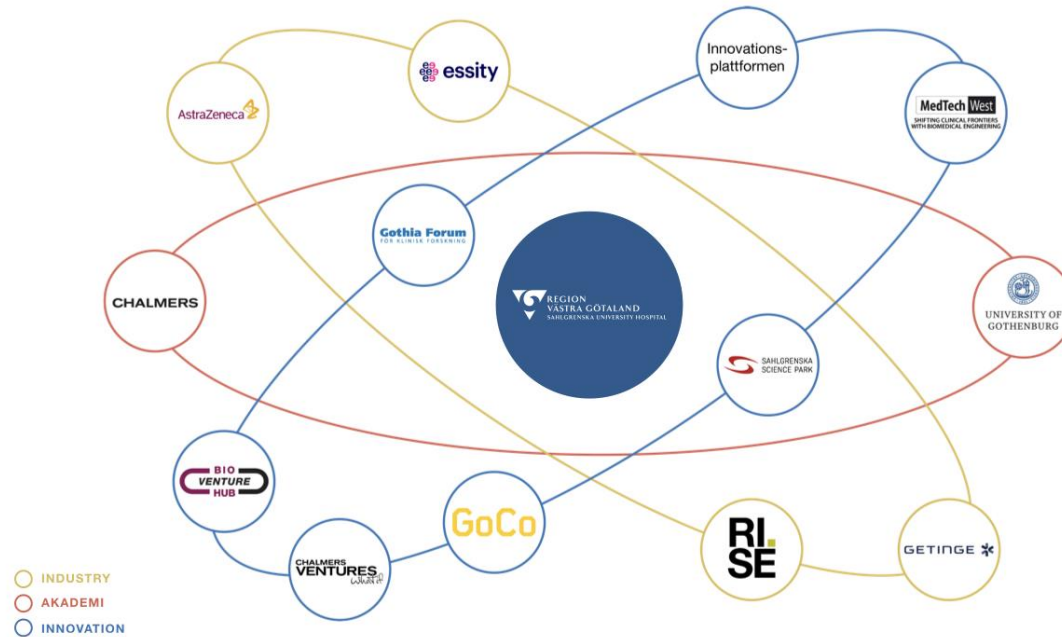 essity
AstraZeneca
Innovations-
plattformen
MedTech West
SHIFTING CLINICAL FRONTIERS
WITH BIOMEDICAL ENGINEERING
Gothia Forum
FÖR KLINISK FORSKNING
CHALMERS
REGION
VÄSTRA GÖTALAND
SAHLGRENSKA UNIVERSITY HOSPITAL
UNIVERSITY OF
GOTHENBURG
SAHLGRENSKA
SCIENCE PARK
BIO
VENTURE
HUB
GoCo
CHALMERS
VENTURES
What if
RI.
SE
GETINGE
INDUSTRY
AKADEMI
INNOVATION